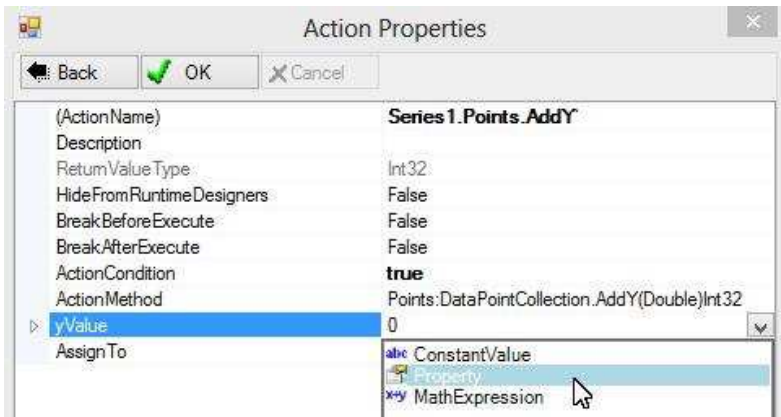 Action Properties
Back OK Cancel
(ActionName) Series1.Points.AddY
Description
ReturnValueType Int32
HideFromRuntimeDesigners False
BreakBeforeExecute False
BreakAfterExecute False
ActionCondition true
ActionMethod Points:DataPointCollection.AddY(Double)Int32
yValue 0
AssignTo
abc ConstantValue
Property
x+y MathExpression